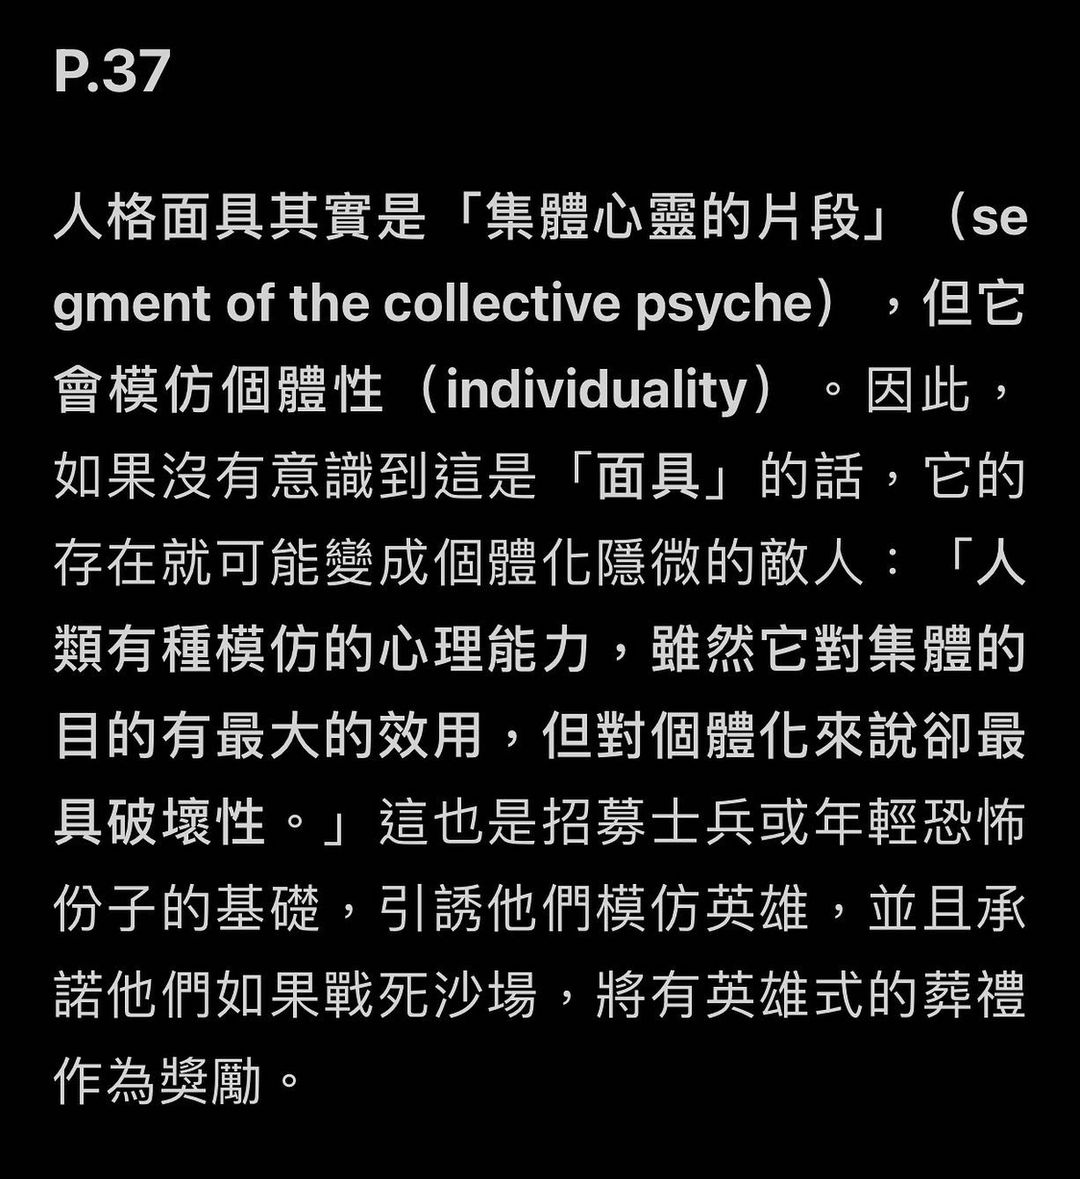 P.37
人格面具其實是「集體心靈的片段」（se
gment of the collective psyche），但它
會模仿個體性（individuality）。因此，
如果沒有意識到這是「面具」的話，它的
存在就可能變成個體化隱微的敵人：「人
類有種模仿的心理能力，雖然它對集體的
目的有最大的效用，但對個體化來說卻最
具破壞性。」這也是招募士兵或年輕恐怖
份子的基礎，引誘他們模仿英雄，並且承
諾他們如果戰死沙場，將有英雄式的葬禮
作為獎勵。